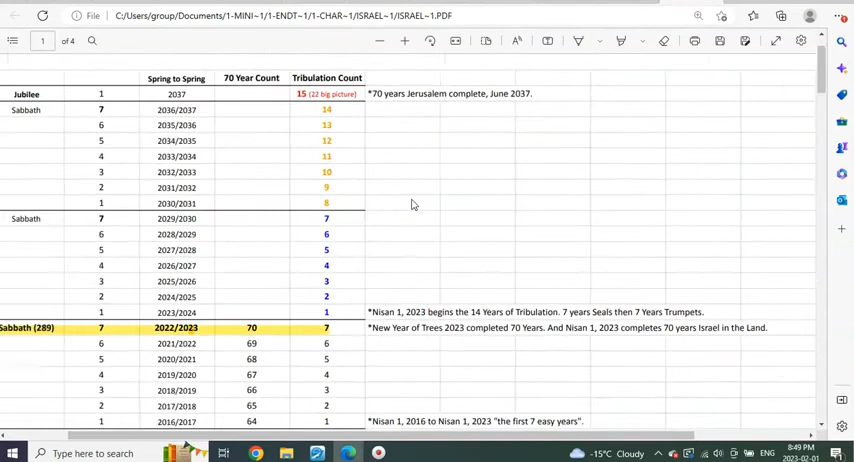 File C:/Users/group/Documents/1-MINI~1/1-ENDT~1/1-CHAR~1/ISRAEL/ISRAEL~1.PDF
1 of 4
Spring to Spring 70 Year Count Tribulation Count
Jubilee 1 2037 15 (22 big picture) *70 years Jerusalem complete, June 2037.
Sabbath 7 2036/2037 14
6 2035/2036 13
5 2034/2035 12
4 2033/2034 11
3 2032/2033 10
2 2031/2032 9
1 2030/2031 8
Sabbath 7 2029/2030 7
6 2028/2029 6
5 2027/2028 5
4 2026/2027 4
3 2025/2026 3
2 2024/2025 2
1 2023/2024 1 *Nisan 1, 2023 begins the 14 Years of Tribulation. 7 years Seals then 7 Years Trumpets.
Sabbath (289) 7 2022/2023 70 7 *New Year of Trees 2023 completed 70 Years. And Nisan 1, 2023 completes 70 years Israel in the Land.
6 2021/2022 69 6
5 2020/2021 68 5
4 2019/2020 67 4
3 2018/2019 66 3
2 2017/2018 65 2
1 2016/2017 64 1 *Nisan 1, 2016 to Nisan 1, 2023 "the first 7 easy years".
Type here to search
-15°C Cloudy
ENG
8:49 PM
2023-02-01